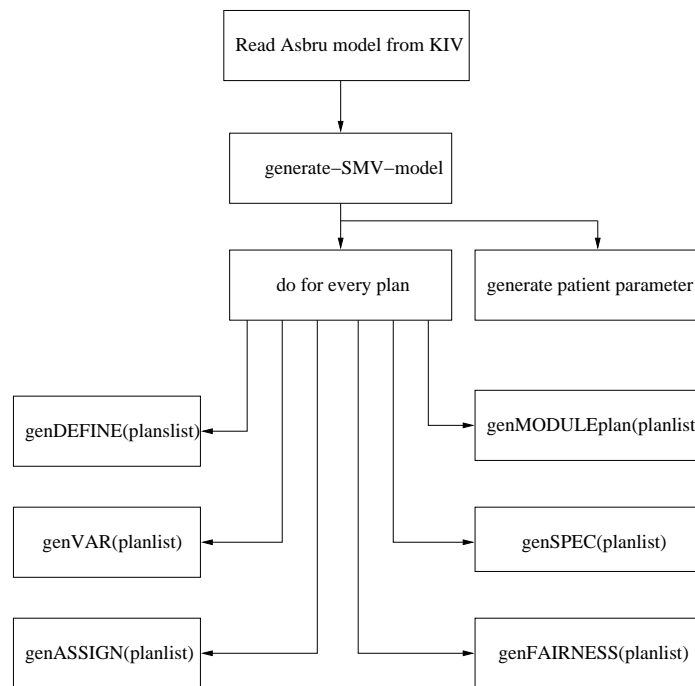 Read Asbru model from KIV
generate−SMV−model
do for every plan
generate patient parameter
genDEFINE(planslist)
genMODULEplan(planlist
genVAR(planlist)
genSPEC(planlist)
genASSIGN(planlist)
genFAIRNESS(planlist)